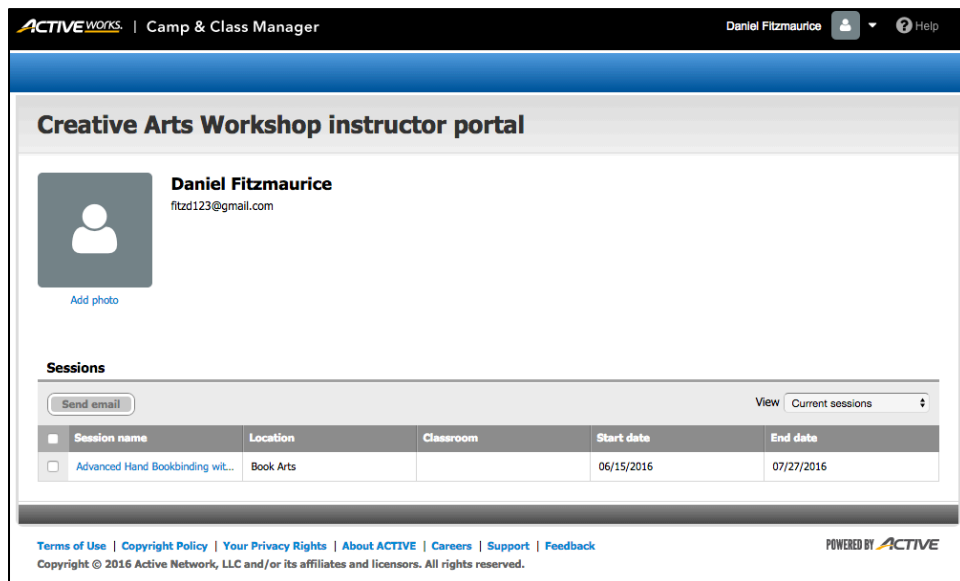 ACTIVE WORKS. | Camp & Class Manager
Daniel Fitzmaurice
? Help
Creative Arts Workshop instructor portal
Daniel Fitzmaurice
fitzd123@gmail.com
Add photo
Sessions
Send email
View Current sessions
Session name Location Classroom Start date End date
Advanced Hand Bookbinding wit... Book Arts 06/15/2016 07/27/2016
Terms of Use | Copyright Policy | Your Privacy Rights | About ACTIVE | Careers | Support | Feedback
POWERED BY ACTIVE
Copyright © 2016 Active Network, LLC and/or its affiliates and licensors. All rights reserved.